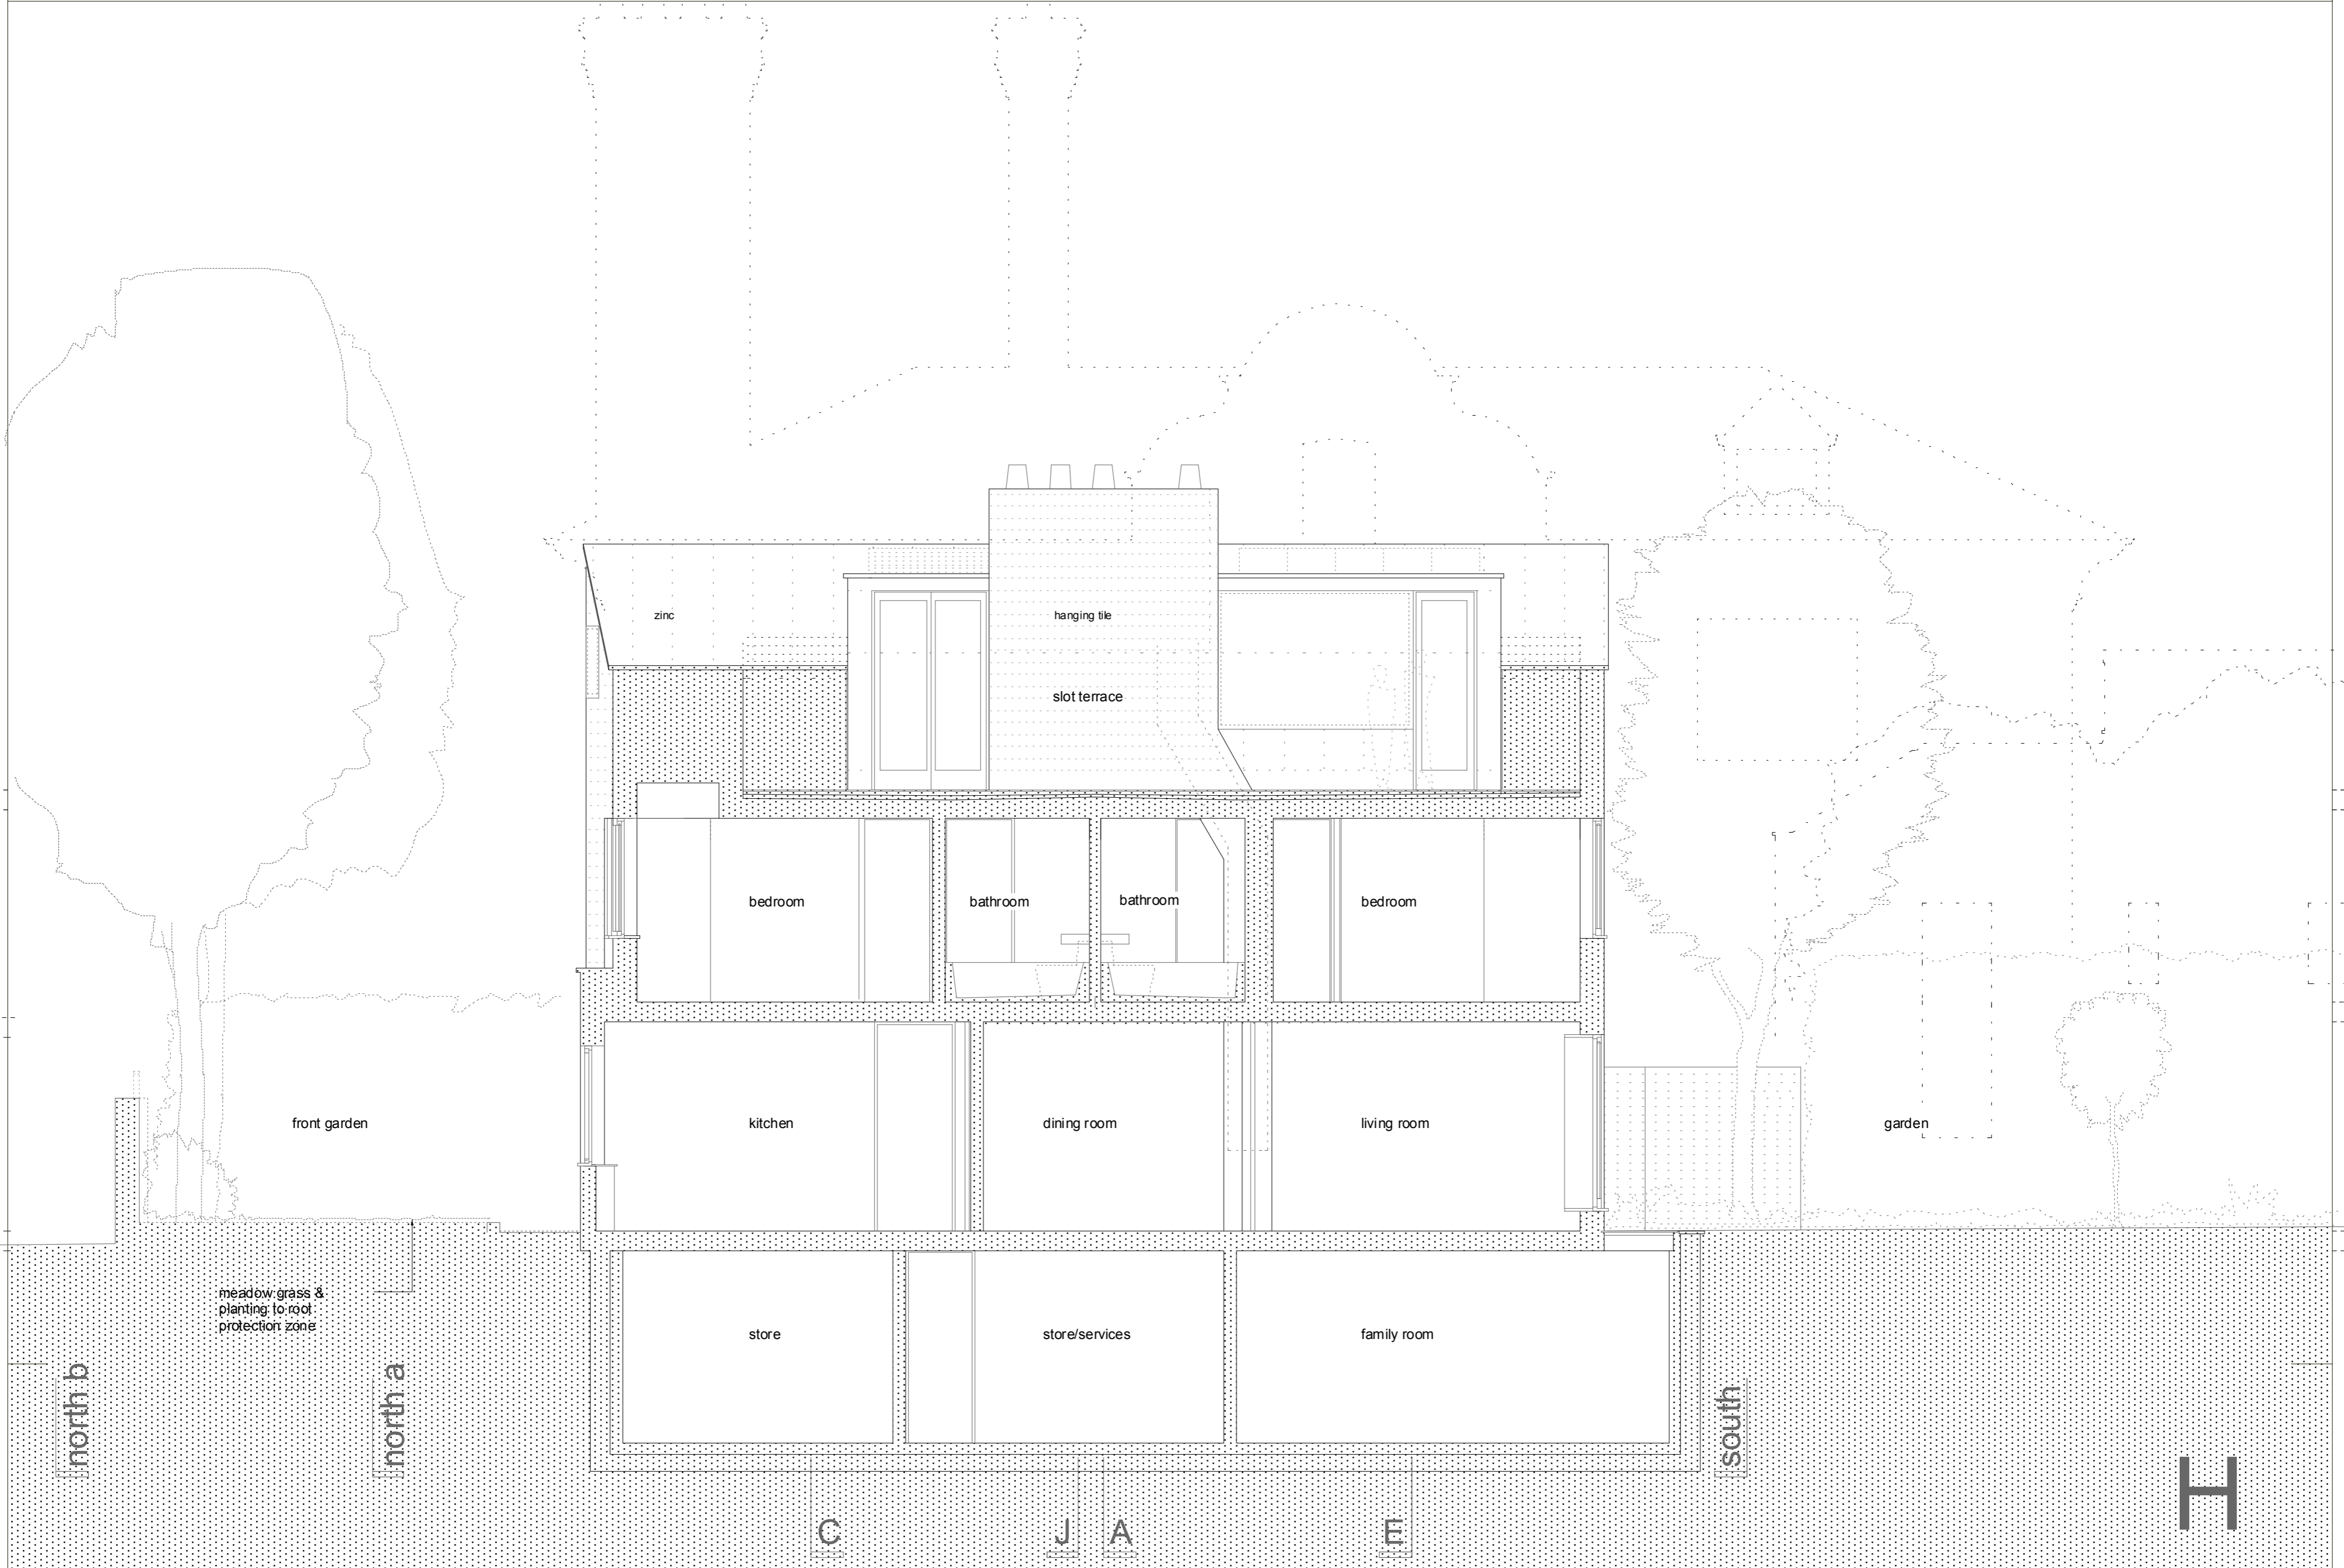 zinc
hanging tile
slot terrace
bedroom
bathroom
bathroom
bedroom
front garden
kitchen
dining room
living room
garden
meadow grass &
planting to root
protection zone
store
store/services
family room
north b
north a
south
H
C
J
A
E